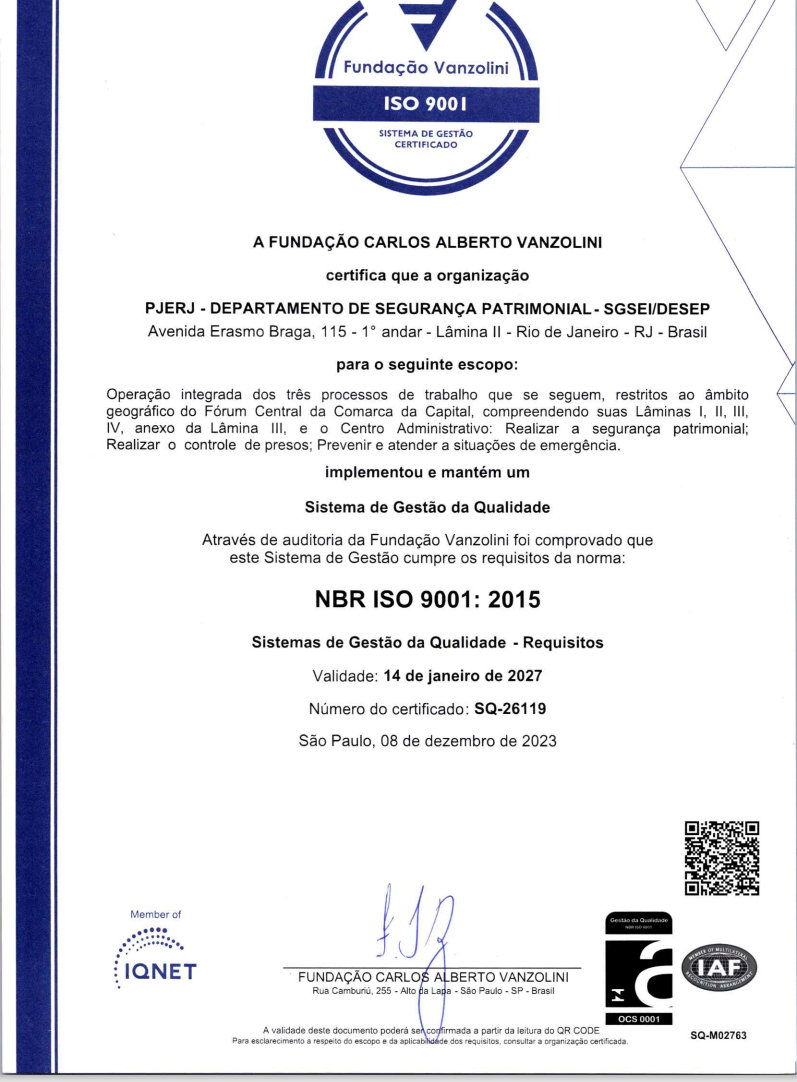 Fundação Vanzolini
ISO 9001
SISTEMA DE GESTÃO
CERTIFICADO
A FUNDAÇÃO CARLOS ALBERTO VANZOLINI
certifica que a organização
PJERJ - DEPARTAMENTO DE SEGURANÇA PATRIMONIAL - SGSEI/DESEP
Avenida Erasmo Braga, 115 - 1° andar - Lâmina II - Rio de Janeiro - RJ - Brasil
para o seguinte escopo:
Operação integrada dos três processos de trabalho que se seguem, restritos ao âmbito
geográfico do Fórum Central da Comarca da Capital, compreendendo suas Lâminas I, II, III,
IV, anexo da Lâmina III, e o Centro Administrativo: Realizar a segurança patrimonial;
Realizar o controle de presos; Prevenir e atender a situações de emergência.
implementou e mantém um
Sistema de Gestão da Qualidade
Através de auditoria da Fundação Vanzolini foi comprovado que
este Sistema de Gestão cumpre os requisitos da norma:
NBR ISO 9001: 2015
Sistemas de Gestão da Qualidade - Requisitos
Validade: 14 de janeiro de 2027
Número do certificado: SQ-26119
São Paulo, 08 de dezembro de 2023
Member of
IQNET
FUNDAÇÃO CARLOS ALBERTO VANZOLINI
Rua Camburiú, 255 - Alto da Lapa - São Paulo - SP - Brasil
A validade deste documento poderá ser confirmada a partir da leitura do QR CODE
Para esclarecimento a respeito do escopo e da aplicabilidade dos requisitos, consultar a organização certificada.
Gestão da Qualidade
NBR ISO 9001
OCS 0001
MEMBER OF MULTILATERAL
IAF
RECOGNITION ARRANGEMENT
SQ-M02763